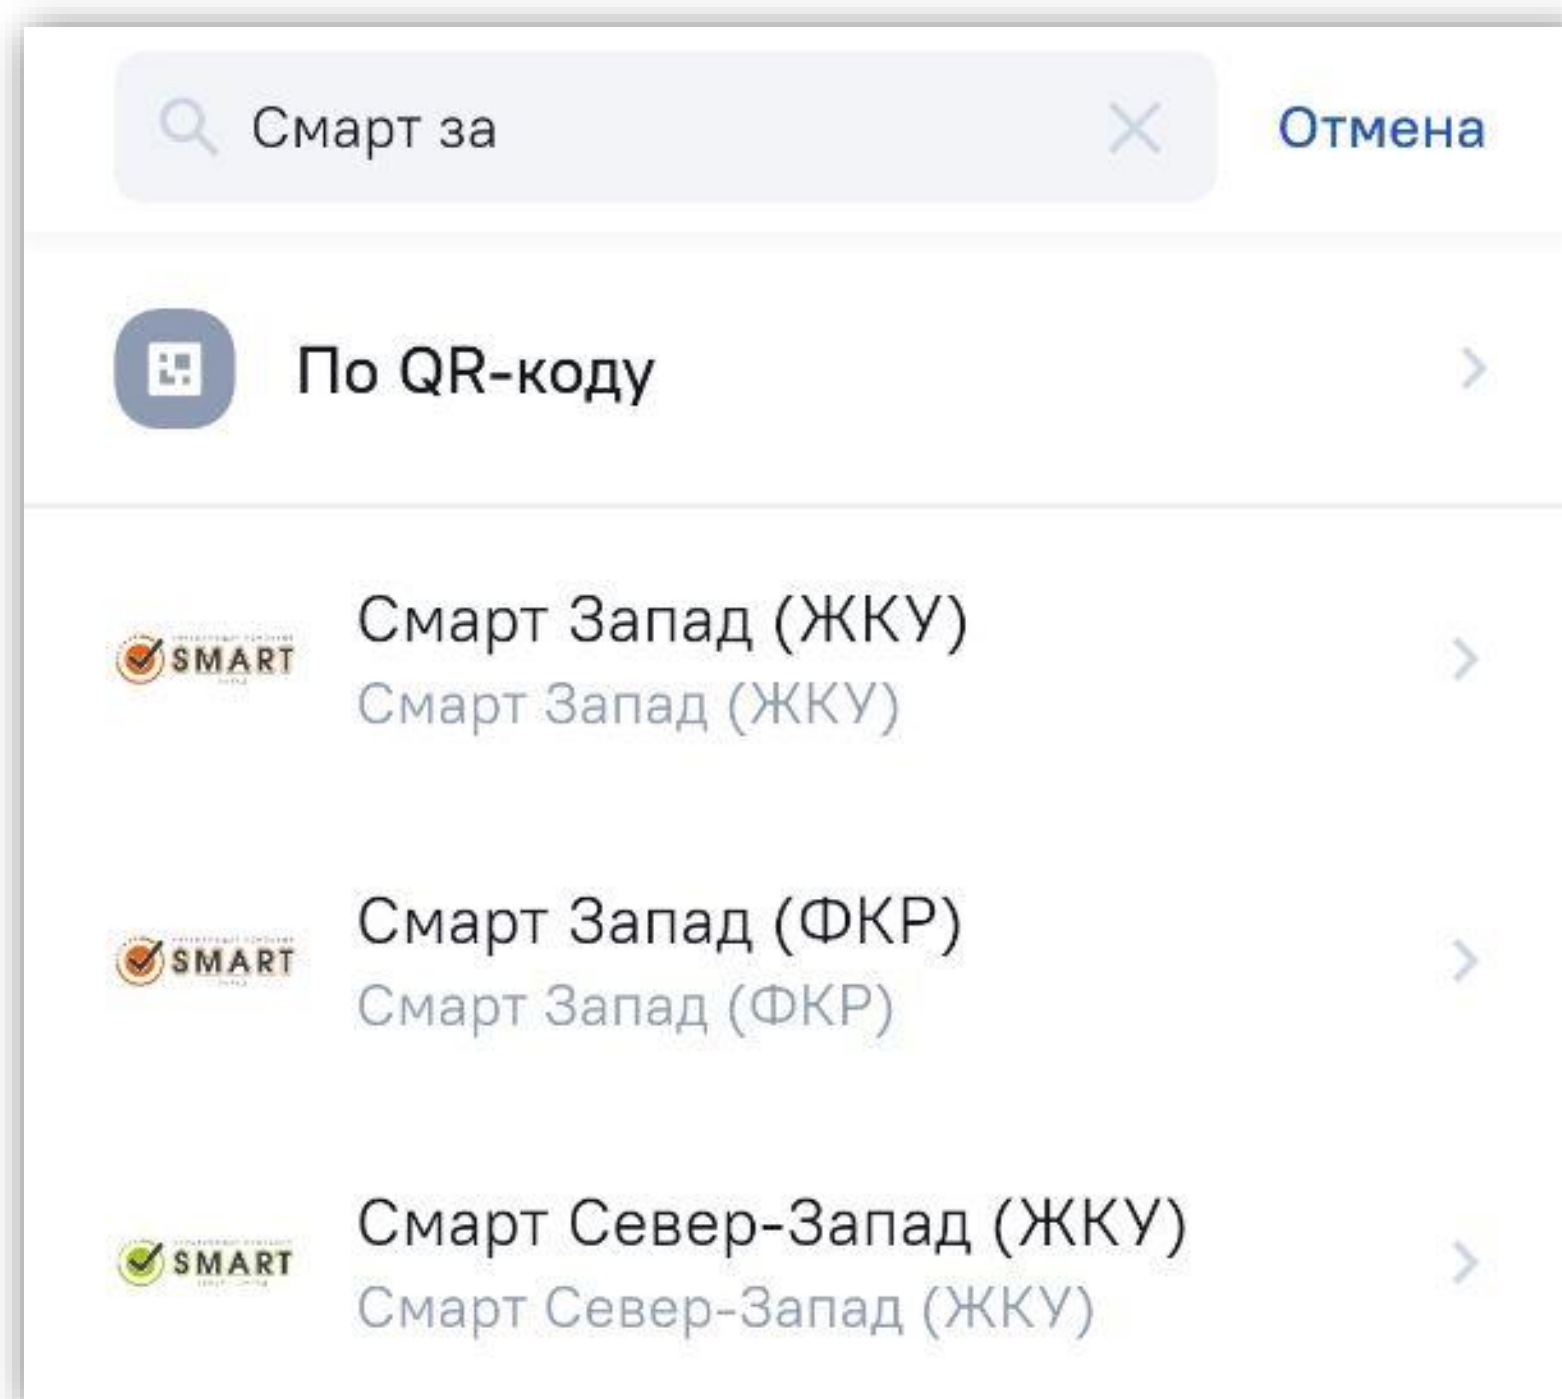 Смарт за
Отмена
По QR-коду
SMART
Смарт Запад (ЖКУ)
Смарт Запад (ЖКУ)
SMART
Смарт Запад (ФКР)
Смарт Запад (ФКР)
SMART
Смарт Север-Запад (ЖКУ)
Смарт Север-Запад (ЖКУ)